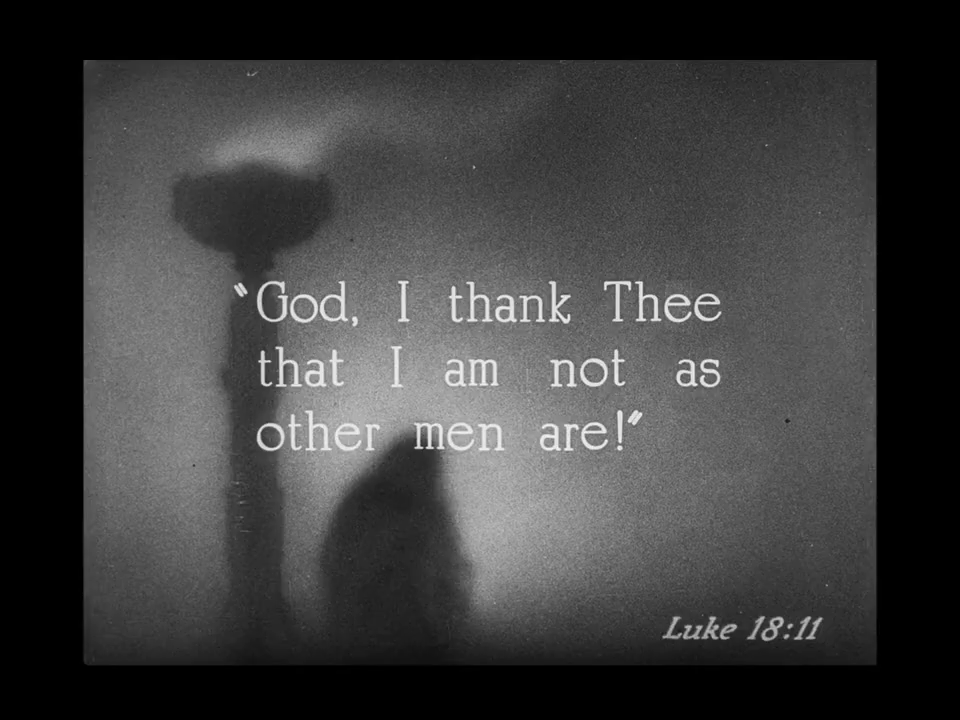 "God, I thank Thee
that I am not as
other men are!"
Luke 18:11